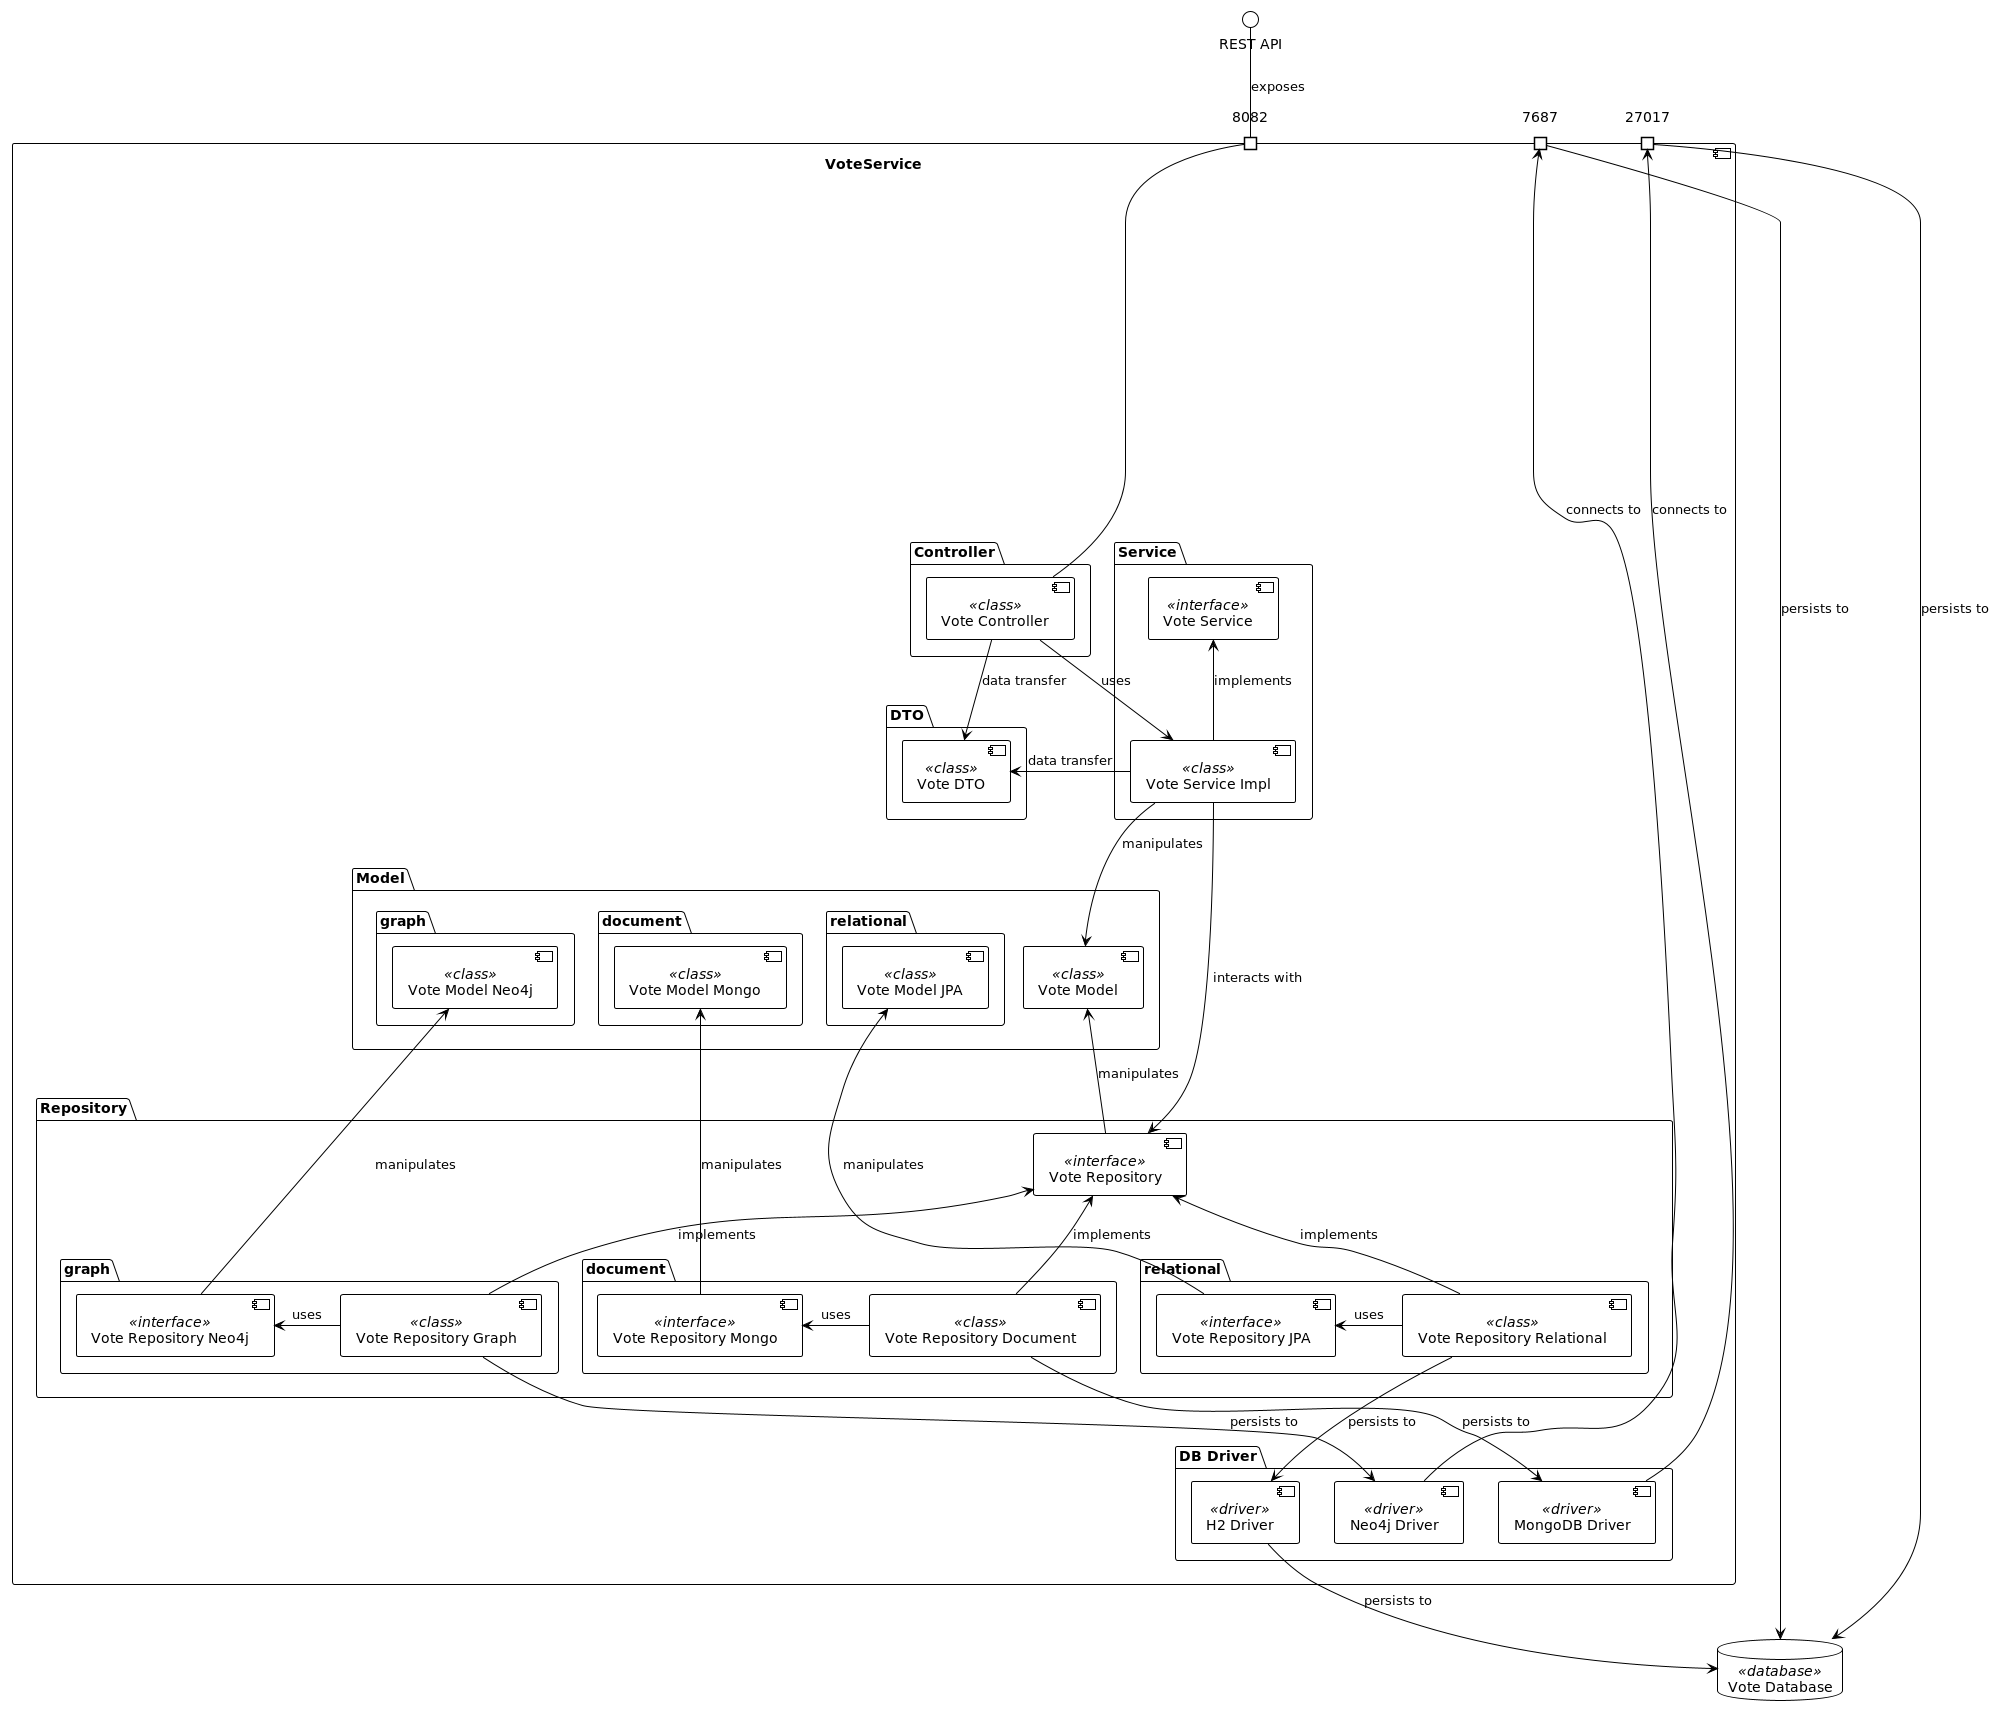 REST API
exposes
8082
7687
27017
VoteService
connects to
connects to
Controller
Service
«class»
Vote Controller
«interface»
Vote Service
persists to
persists to
data transfer
uses
implements
DTO
«class»
Vote DTO
data transfer
«class»
Vote Service Impl
manipulates
Model
graph
document
relational
«class»
Vote Model Neo4j
«class»
Vote Model Mongo
«class»
Vote Model JPA
«class»
Vote Model
interacts with
manipulates
Repository
manipulates
manipulates
manipulates
«interface»
Vote Repository
implements
implements
implements
graph
document
relational
«interface»
Vote Repository Neo4j
uses
«class»
Vote Repository Graph
«interface»
Vote Repository Mongo
uses
«class»
Vote Repository Document
«interface»
Vote Repository JPA
uses
«class»
Vote Repository Relational
persists to
persists to
persists to
DB Driver
«driver»
H2 Driver
«driver»
Neo4j Driver
«driver»
MongoDB Driver
persists to
«database»
Vote Database